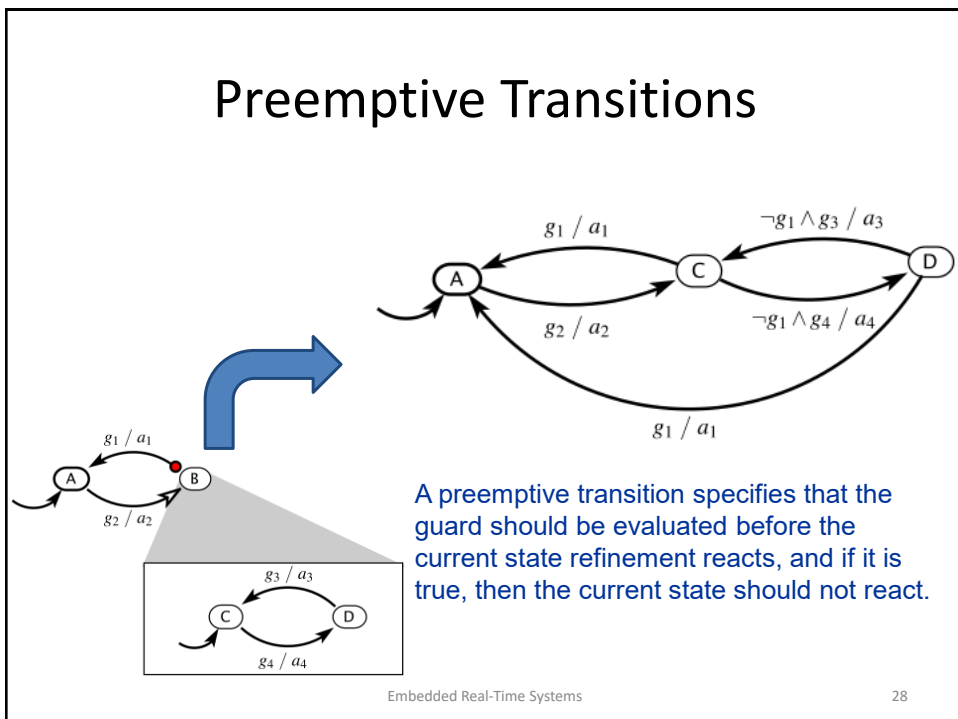 Preemptive Transitions
g₁ / a₁
¬g₁ ∧ g₃ / a₃
A
C
D
g₂ / a₂
¬g₁ ∧ g₄ / a₄
g₁ / a₁
g₁ / a₁
A
B
g₂ / a₂
g₃ / a₃
C
D
g₄ / a₄
A preemptive transition specifies that the
guard should be evaluated before the
current state refinement reacts, and if it is
true, then the current state should not react.
Embedded Real-Time Systems
28